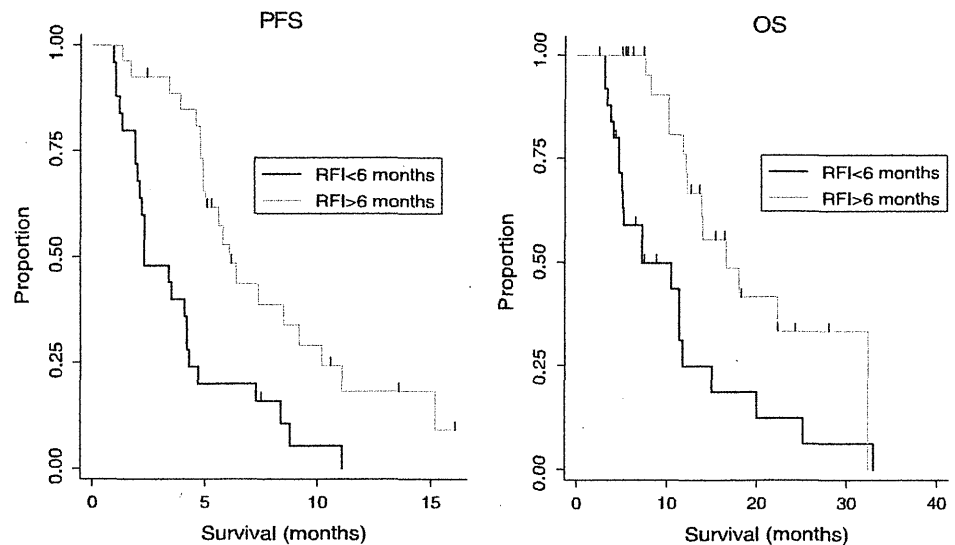 PFS
1.00
0.75
0.50
0.25
0.00
Proportion
RFI<6 months
RFI>6 months
0
5
10
15
Survival (months)
OS
1.00
0.75
0.50
0.25
0.00
Proportion
RFI<6 months
RFI>6 months
0
10
20
30
40
Survival (months)